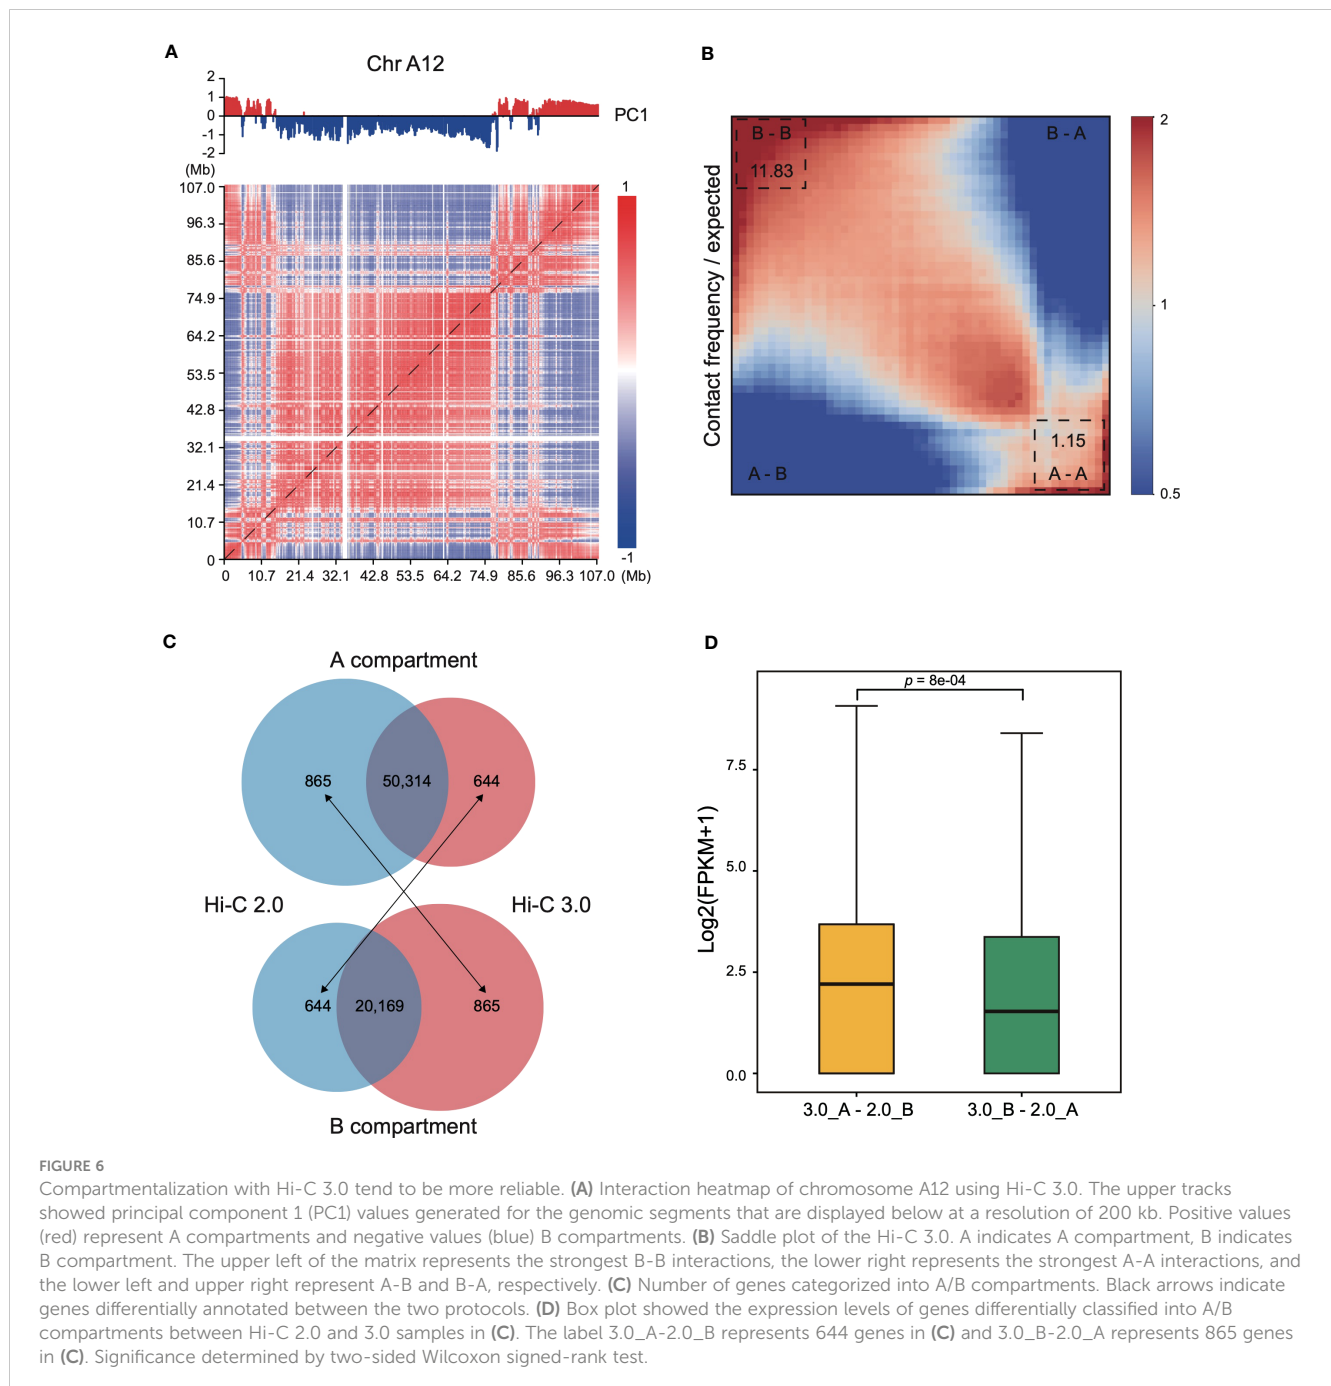 A
Chr A12
2
1
0
-1
-2
PC1
(Mb)
107.0
96.3
85.6
74.9
64.2
53.5
42.8
32.1
21.4
10.7
0
0 10.7 21.4 32.1 42.8 53.5 64.2 74.9 85.6 96.3 107.0 (Mb)
1
-1
B
Contact frequency / expected
B - B
11.83
B - A
A - B
1.15
A - A
2
1
0.5
C
A compartment
865 50,314 644
Hi-C 2.0 Hi-C 3.0
644 20,169 865
B compartment
D
p = 8e-04
Log2(FPKM+1)
7.5
5.0
2.5
0.0
3.0_A - 2.0_B 3.0_B - 2.0_A
FIGURE 6
Compartmentalization with Hi-C 3.0 tend to be more reliable. (A) Interaction heatmap of chromosome A12 using Hi-C 3.0. The upper tracks
showed principal component 1 (PC1) values generated for the genomic segments that are displayed below at a resolution of 200 kb. Positive values
(red) represent A compartments and negative values (blue) B compartments. (B) Saddle plot of the Hi-C 3.0. A indicates A compartment, B indicates
B compartment. The upper left of the matrix represents the strongest B-B interactions, the lower right represents the strongest A-A interactions, and
the lower left and upper right represent A-B and B-A, respectively. (C) Number of genes categorized into A/B compartments. Black arrows indicate
genes differentially annotated between the two protocols. (D) Box plot showed the expression levels of genes differentially classified into A/B
compartments between Hi-C 2.0 and 3.0 samples in (C). The label 3.0_A-2.0_B represents 644 genes in (C) and 3.0_B-2.0_A represents 865 genes
in (C). Significance determined by two-sided Wilcoxon signed-rank test.